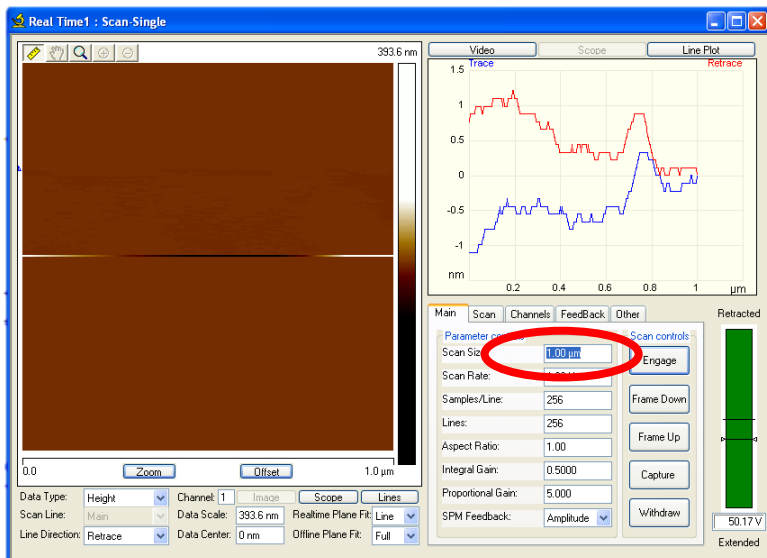 Real Time1 : Scan-Single
393.6 nm
Video Scope Line Plot
Trace Retrace
1.5
1
0.5
0
-0.5
-1
nm
0.2 0.4 0.6 0.8 1 µm
0.0 Zoom Offset 1.0 µm
Data Type: Height Channel: 1 Image Scope Lines
Scan Line: Main Data Scale: 393.6 nm Realtime Plane Fit: Line
Line Direction: Retrace Data Center: 0 nm Offline Plane Fit: Full
Main Scan Channels FeedBack Other
Parameter
Scan 1.00 µm
Scan Rate:
Samples/Line: 256
Lines: 256
Aspect Ratio: 1.00
Integral Gain: 0.5000
Proportional Gain: 5.000
SPM Feedback: Amplitude
Scan controls
Engage
Frame Down
Frame Up
Capture
Withdraw
Retracted
50.17V
Extended